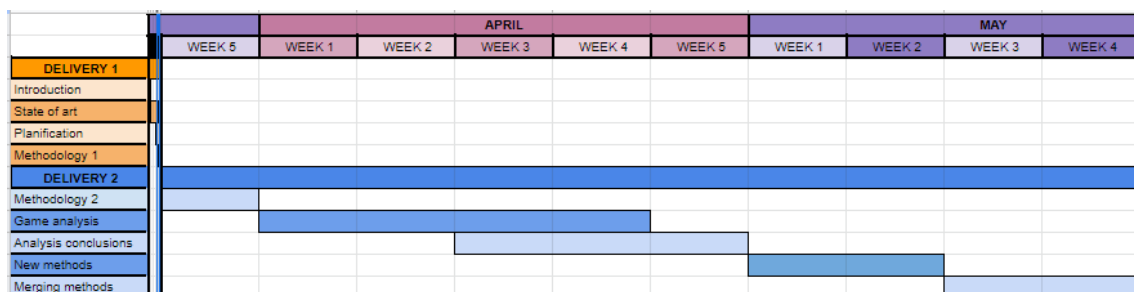 APRIL MAY
WEEK 5 WEEK 1 WEEK 2 WEEK 3 WEEK 4 WEEK 5 WEEK 1 WEEK 2 WEEK 3 WEEK 4
DELIVERY 1
Introduction
State of art
Planification
Methodology 1
DELIVERY 2
Methodology 2
Game analysis
Analysis conclusions
New methods
Merging methods